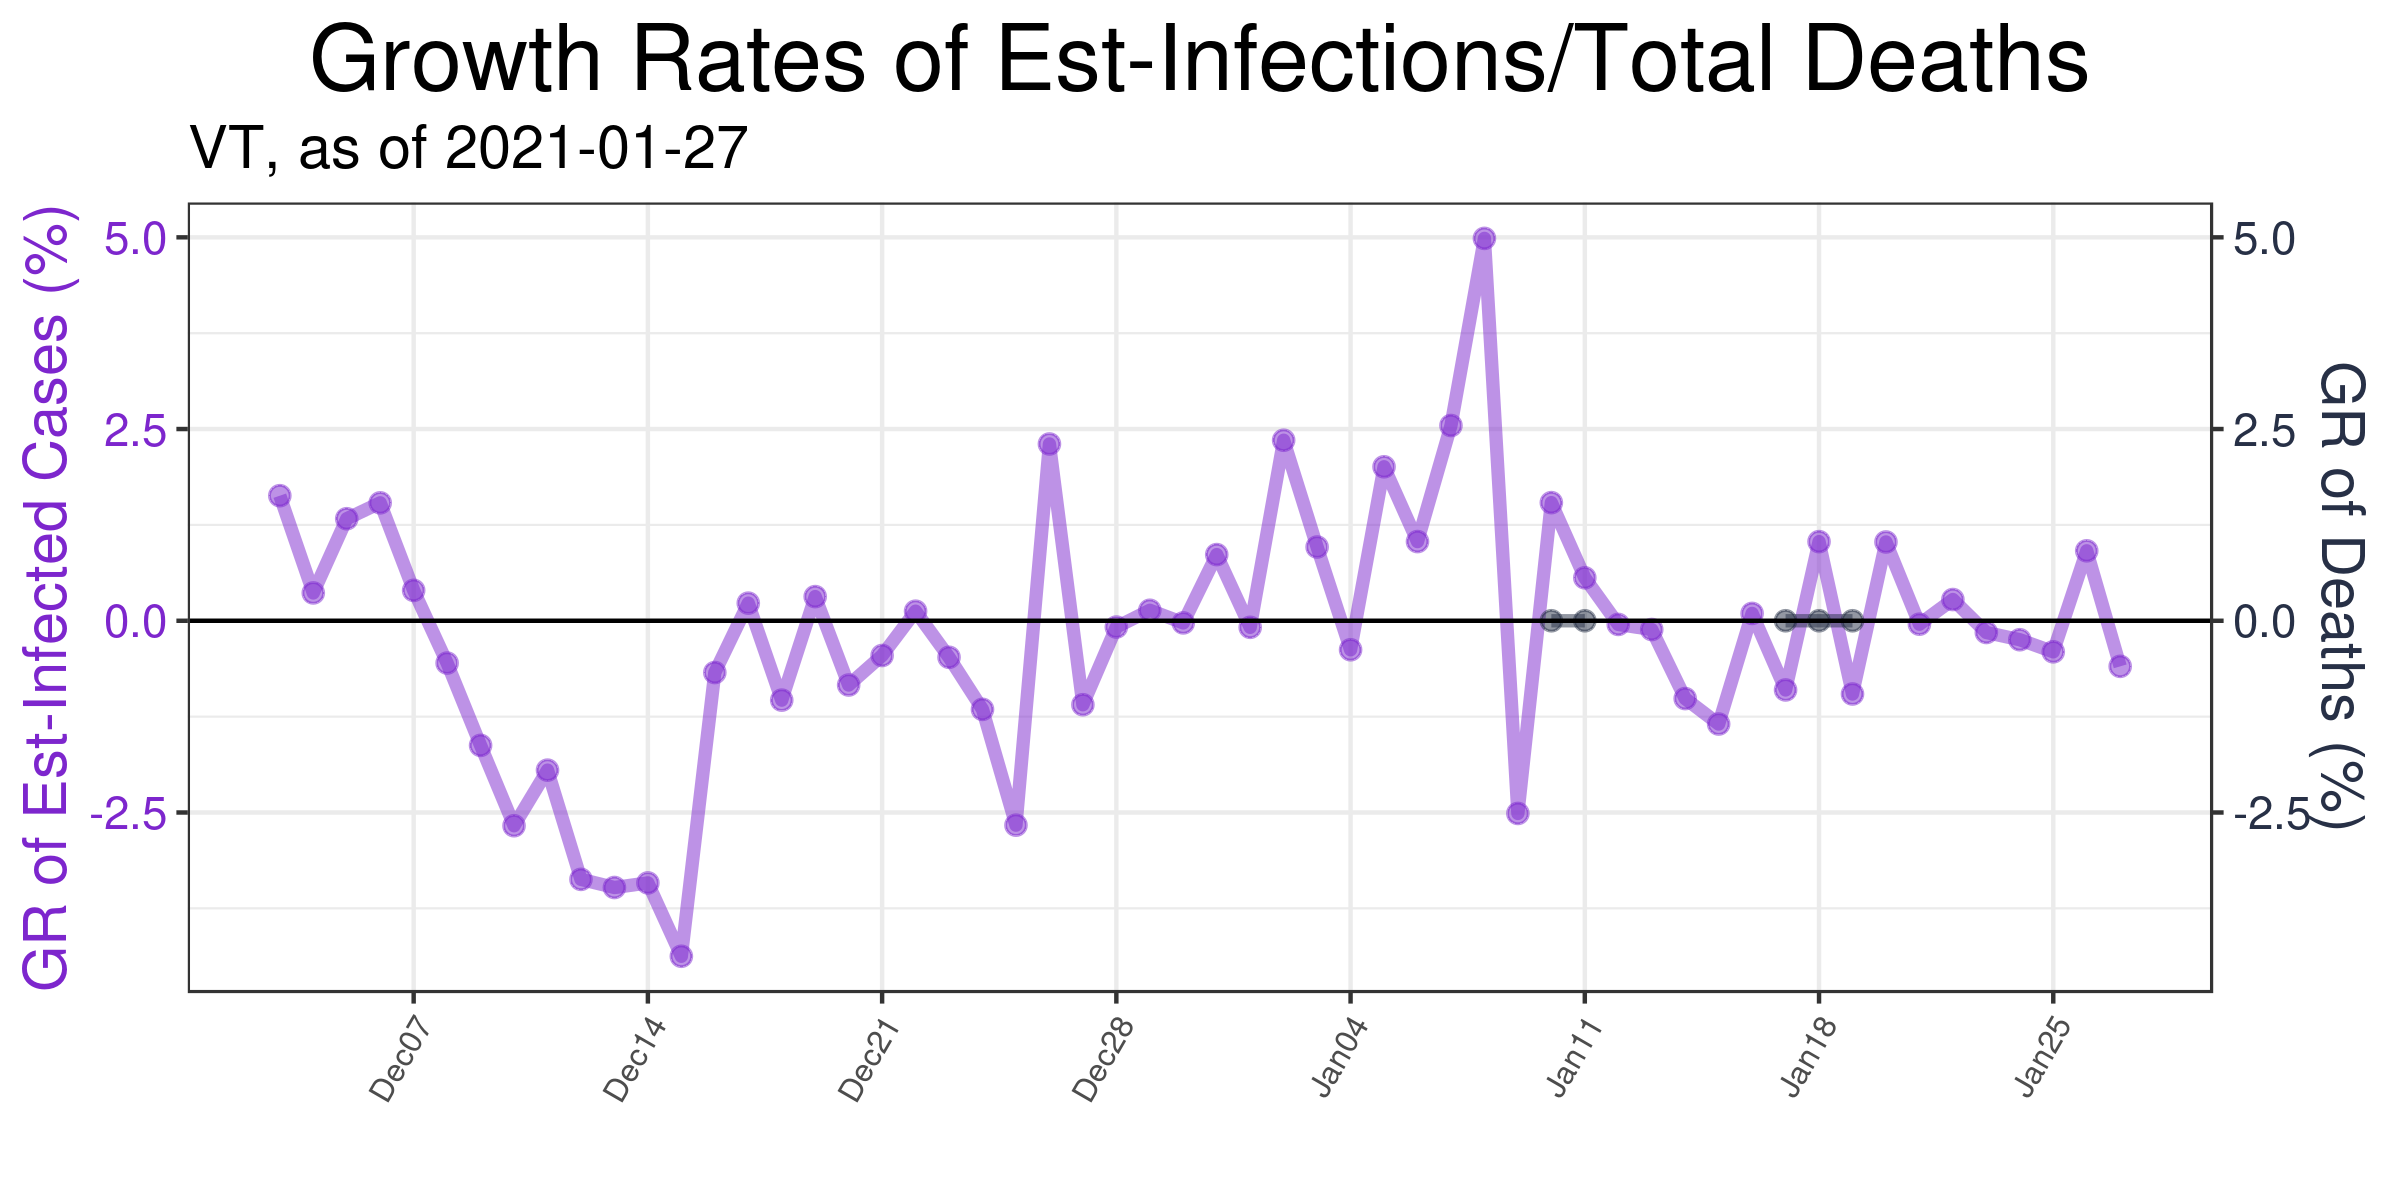 Growth Rates of Est-Infections/Total Deaths
VT, as of 2021-01-27
GR of Est-Infected Cases (%)
5.0
2.5
0.0
-2.5
5.0
2.5
0.0
-2.5
GR of Deaths (%)
Dec07
Dec14
Dec21
Dec28
Jan04
Jan11
Jan18
Jan25